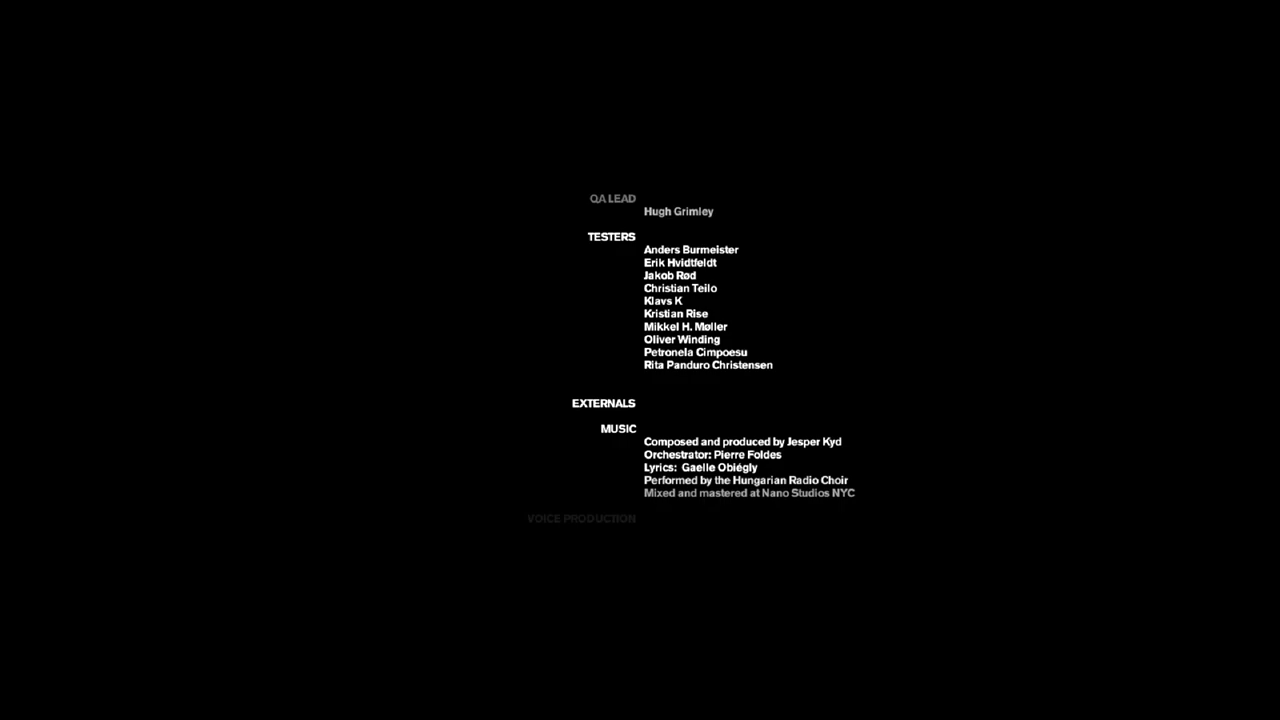 QA LEAD
Hugh Grimley
TESTERS
Anders Burmeister
Erik Hvidtfeldt
Jakob Rød
Christian Teilo
Klavs K
Kristian Rise
Mikkel H. Møller
Oliver Winding
Petronela Cimpoesu
Rita Panduro Christensen
EXTERNALS
MUSIC
Composed and produced by Jesper Kyd
Orchestrator: Pierre Foldes
Lyrics: Gaelle Obiégly
Performed by the Hungarian Radio Choir
Mixed and mastered at Nano Studios NYC
VOICE PRODUCTION